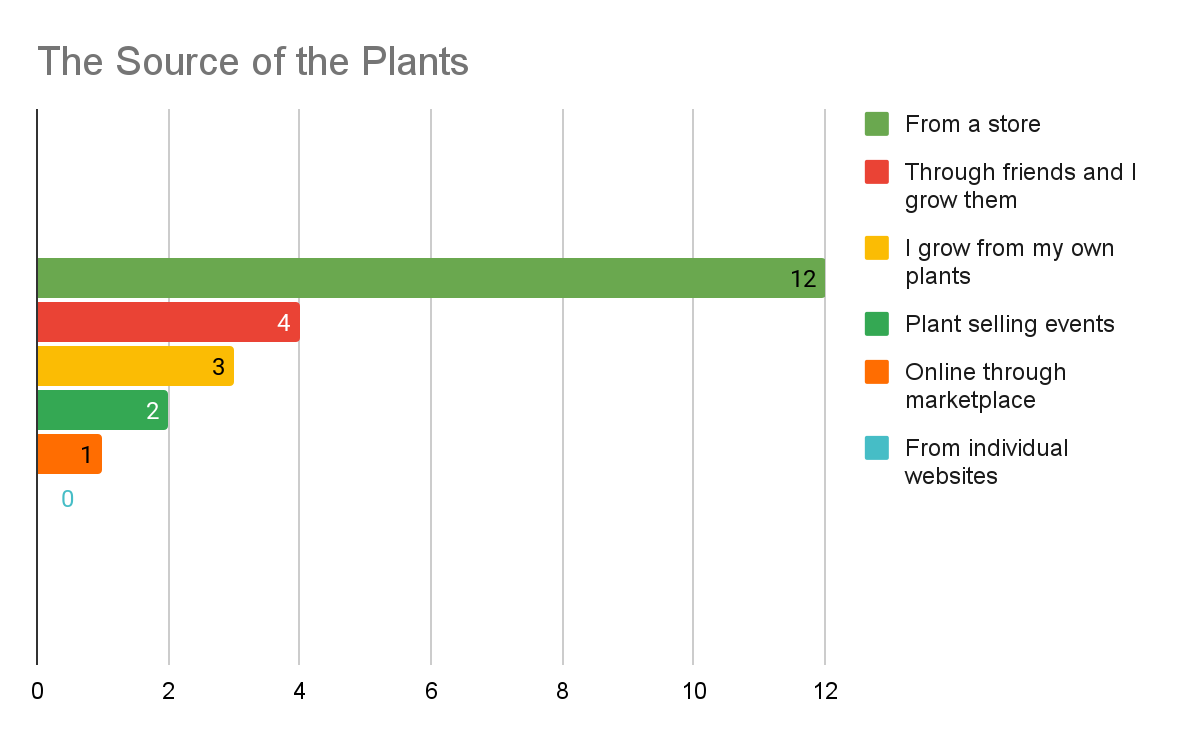 The Source of the Plants
From a store
Through friends and I
grow them
I grow from my own
plants
Plant selling events
Online through
marketplace
From individual
websites
12
4
3
2
1
0
0 2 4 6 8 10 12